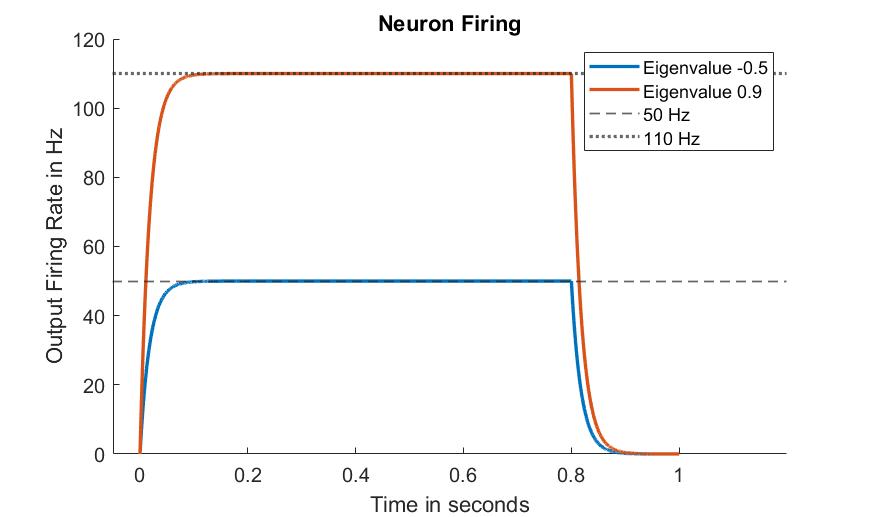 Neuron Firing
120
100
80
60
40
20
0
Output Firing Rate in Hz
Eigenvalue -0.5
Eigenvalue 0.9
50 Hz
110 Hz
0 0.2 0.4 0.6 0.8 1
Time in seconds